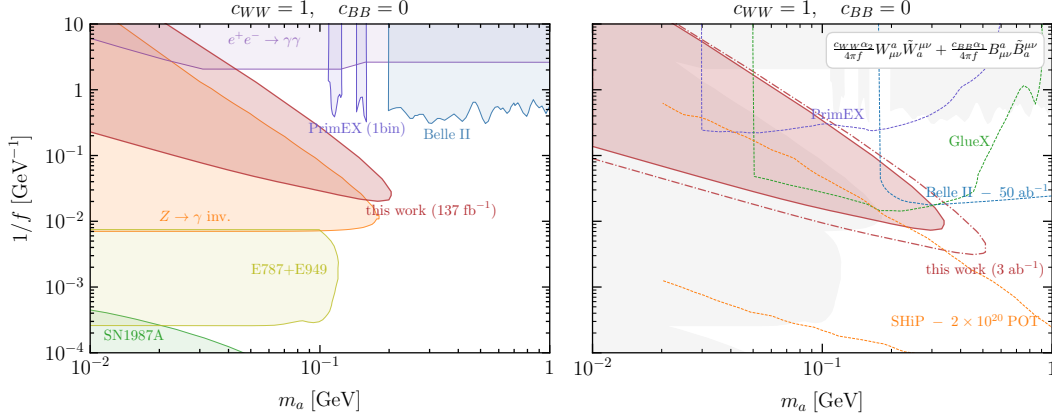 c_{WW} = 1, c_{BB} = 0
e⁺e⁻ → γγ
PrimEX (1bin)
Belle II
this work (137 fb⁻¹)
Z → γ inv.
E787+E949
SN1987A
10¹
1
10⁻¹
10⁻²
10⁻³
10⁻⁴
1/f [GeV⁻¹]
10⁻²
10⁻¹
1
m_a [GeV]
c_{WW} = 1, c_{BB} = 0
\frac{c_{WW}α_2}{4πf} W^a_{μν} \tilde{W}^{μν}_a + \frac{c_{BB}α_1}{4πf} B^a_{μν} \tilde{B}^{μν}_a
PrimEX
GlueX
Belle II − 50 ab⁻¹
this work (3 ab⁻¹)
SHiP − 2 × 10²⁰ POT
10⁻²
10⁻¹
1
m_a [GeV]